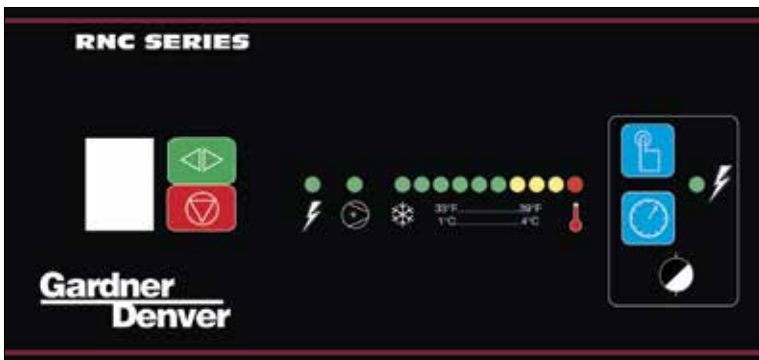 RNC SERIES
33°F 39°F
1°C 4°C
Gardner
Denver